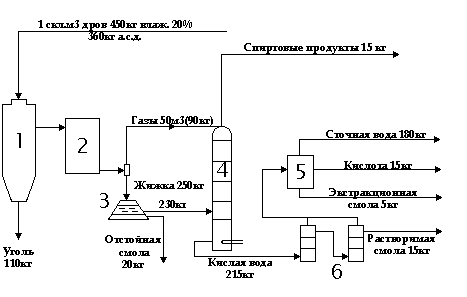 1 скл.м3 дров 450кг влаж. 20%
360кг а.с.д.
Спиртовые продукты 15 кг
Газы 50м3(90кг)
1
2
3
4
5
6
Сточная вода 180кг
Кислота 15кг
Экстракционная
смола 5кг
Жижка 250кг
230кг
Отстойная
смола
20кг
Уголь
110кг
Кислая вода
215кг
Растворимая
смола 15кг